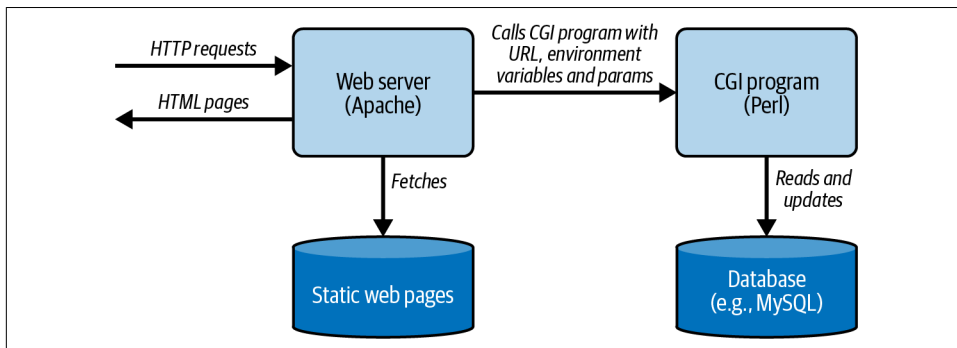 HTTP requests
HTML pages
Web server
(Apache)
Calls CGI program with
URL, environment
variables and params
CGI program
(Perl)
Fetches
Reads and
updates
Static web pages
Database
(e.g., MySQL)